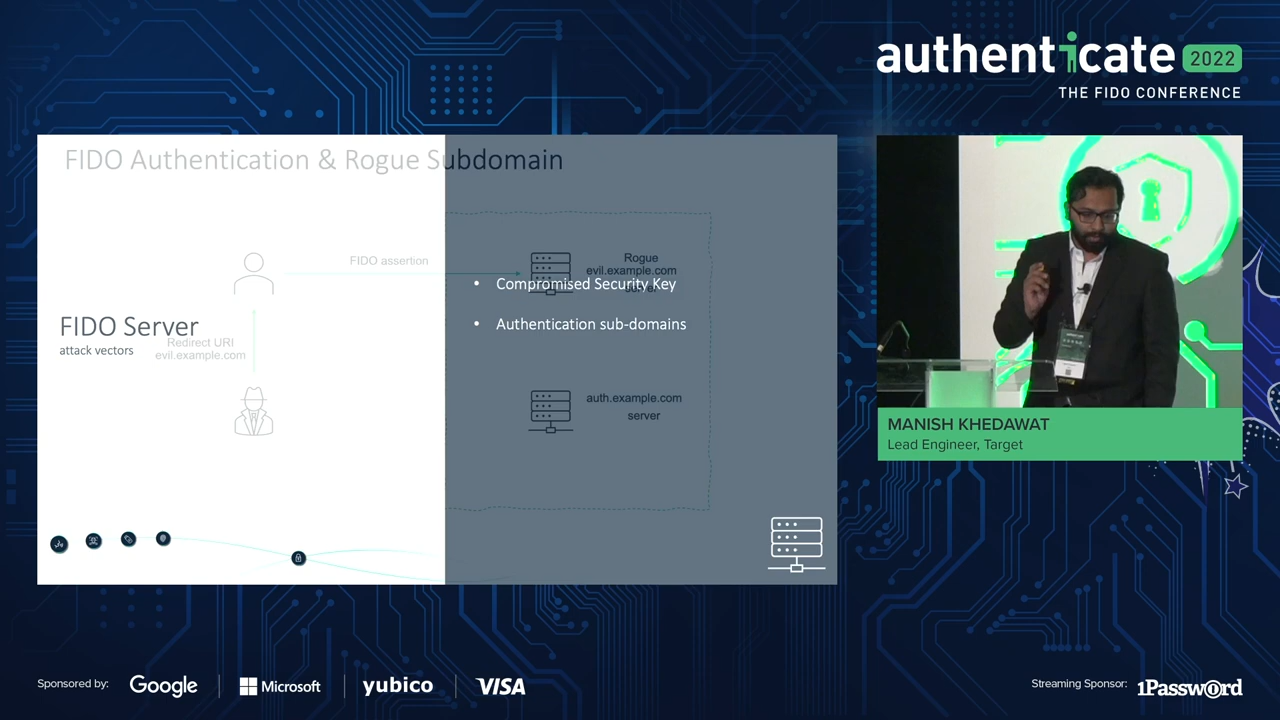 authenticate 2022
THE FIDO CONFERENCE
FIDO Authentication & Rogue Subdomain
FIDO assertion
Rogue
evil.example.com
server
• Compromised Security Key
• Authentication sub-domains
FIDO Server
attack vectors
Redirect URI
evil.example.com
auth.example.com
server
MANISH KHEDAWAT
Lead Engineer, Target
Sponsored by:
Google
Microsoft
yubico
VISA
Streaming Sponsor:
1Password